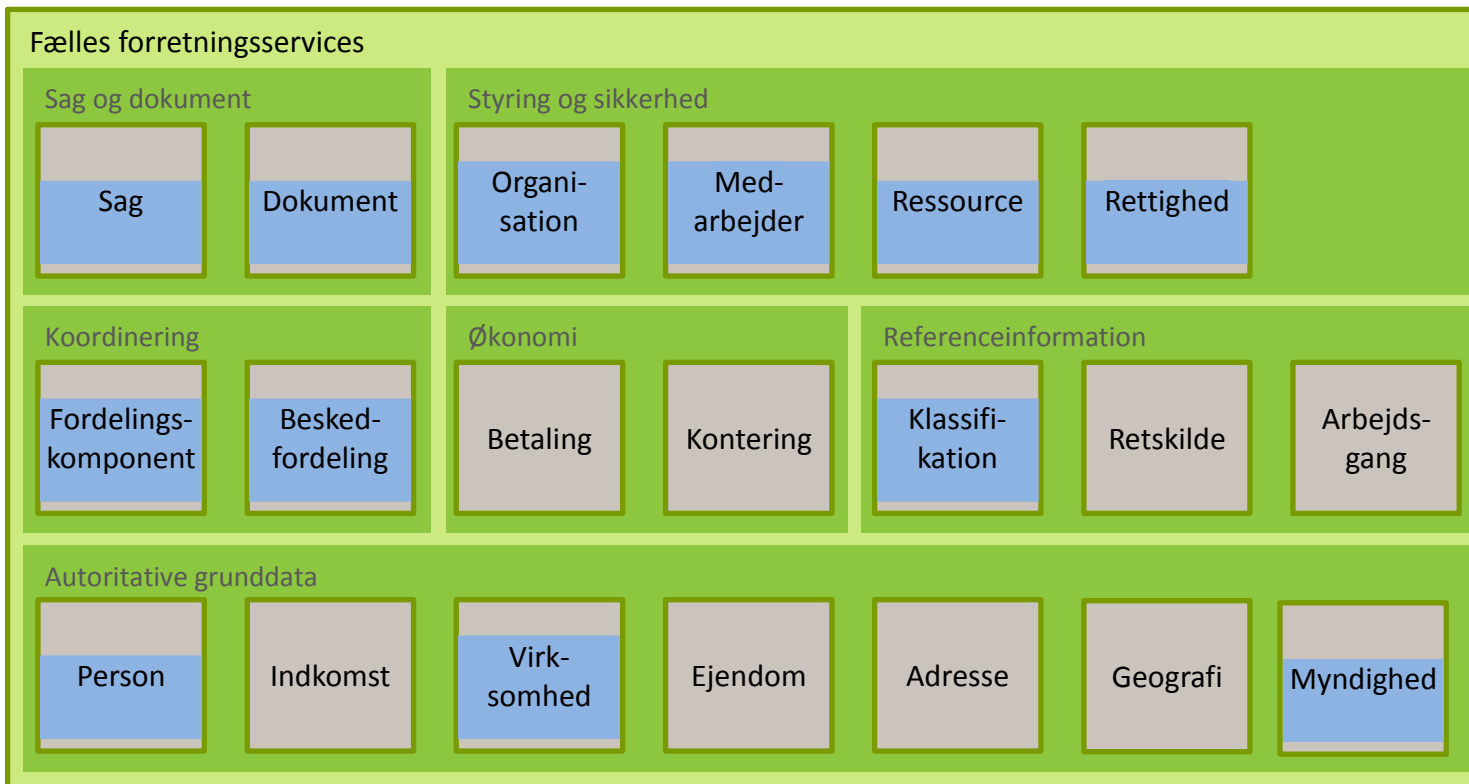 Fælles forretningsservices
Sag og dokument
Sag
Dokument
Styring og sikkerhed
Organi-
sation
Med-
arbejder
Ressource
Rettighed
Koordinering
Fordelings-
komponent
Besked-
fordeling
Økonomi
Betaling
Kontering
Referenceinformation
Klassifi-
kation
Retskilde
Arbejds-
gang
Autoritative grunddata
Person
Indkomst
Virk-
somhed
Ejendom
Adresse
Geografi
Myndighed